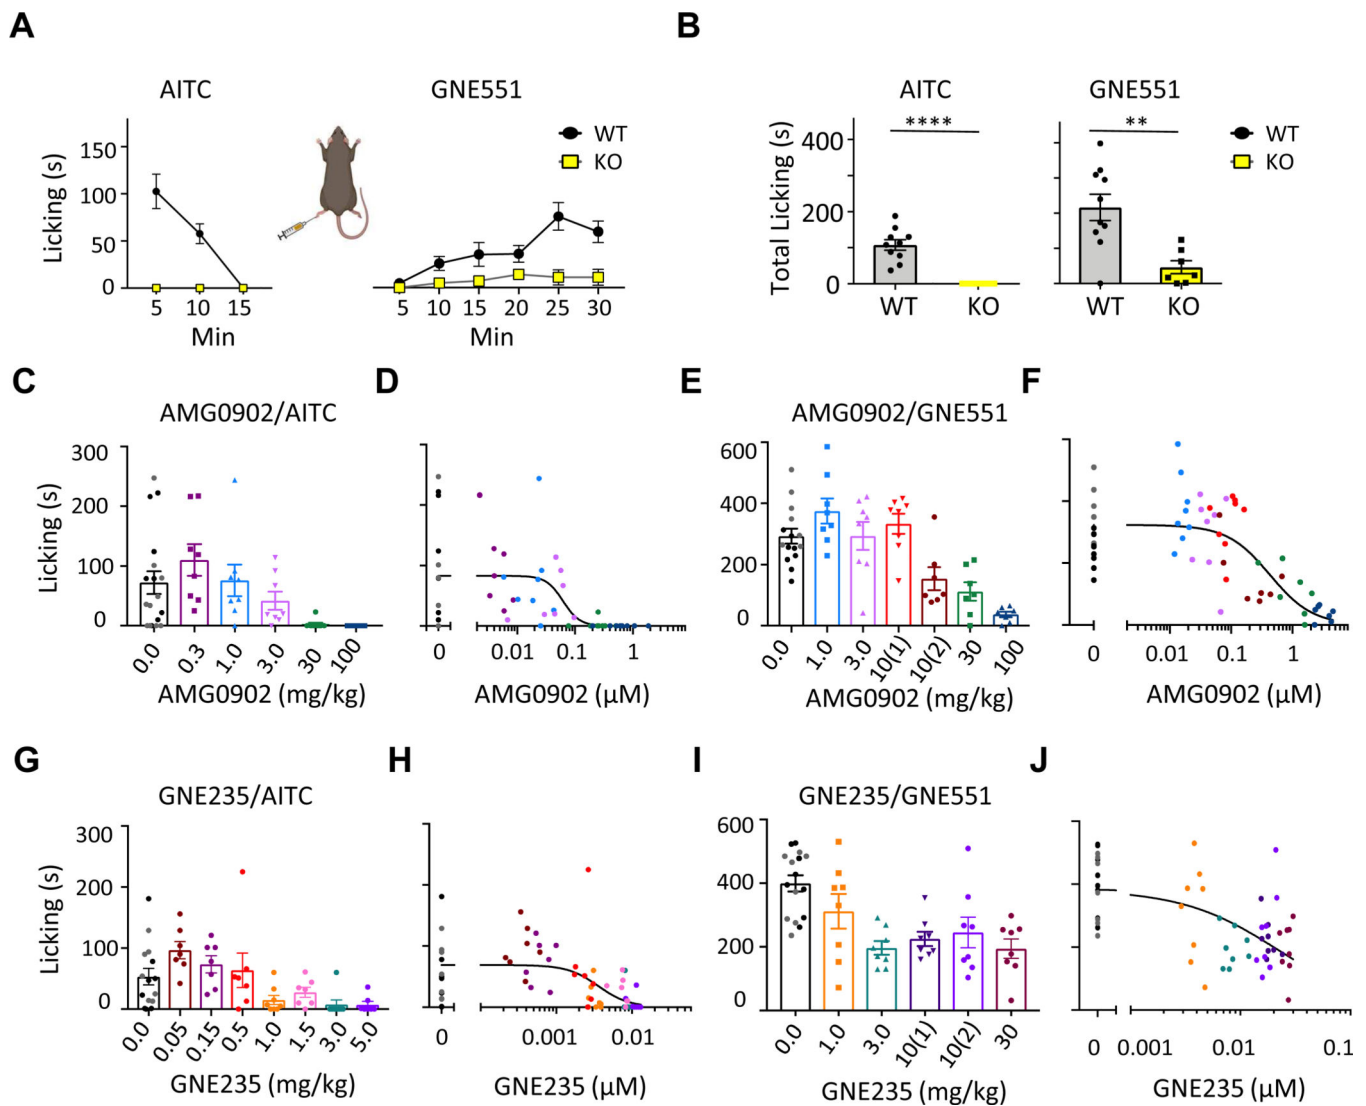 A
B
AITC
GNE551
AITC
GNE551
WT
KO
****
**
WT
KO
Licking (s)
150
100
50
0
5 10 15
Min
5 10 15 20 25 30
Min
Total Licking (s)
400
200
0
WT KO
WT KO
C
D
E
F
AMG0902/AITC
AMG0902/GNE551
Licking (s)
300
200
100
0
0.0 0.3 1.0 3.0 30 100
AMG0902 (mg/kg)
0 0.01 0.1 1
AMG0902 (µM)
600
400
200
0
0.0 1.0 3.0 10(1) 10(2) 30 100
AMG0902 (mg/kg)
0 0.01 0.1 1
AMG0902 (µM)
G
H
I
J
GNE235/AITC
GNE235/GNE551
Licking (s)
300
200
100
0
0.0 0.05 0.15 0.5 1.0 1.5 3.0 5.0
GNE235 (mg/kg)
0 0.001 0.01
GNE235 (µM)
600
400
200
0
0.0 1.0 3.0 10(1) 10(2) 30
GNE235 (mg/kg)
0 0.001 0.01 0.1
GNE235 (µM)